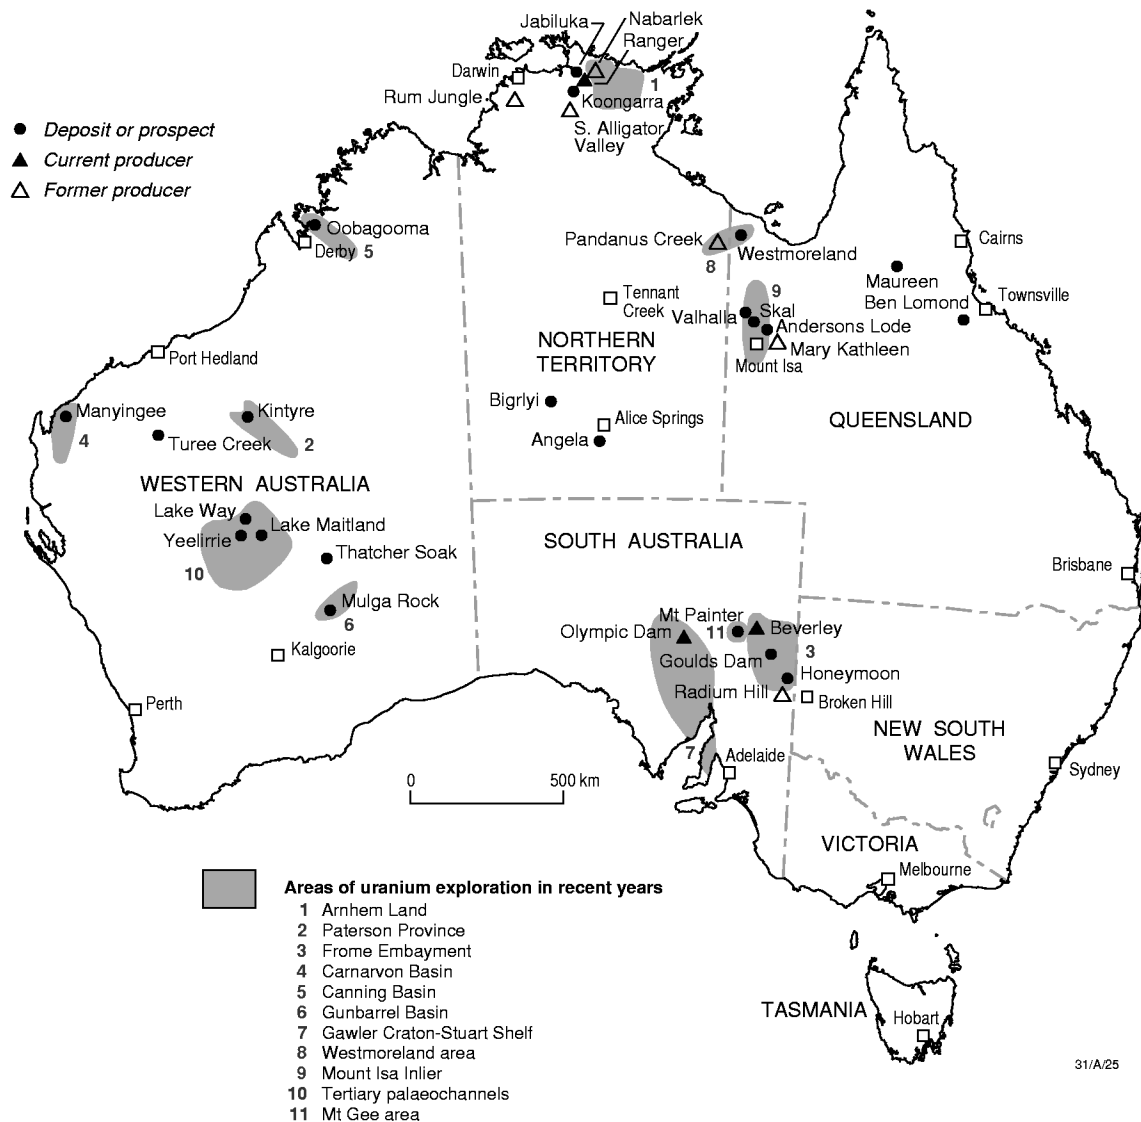 Jabiluka
Nabarlek
Ranger
Darwin
Rum Jungle
1
Koongarra
S. Alligator
Valley
Deposit or prospect
Current producer
Former producer
Oobagooma
Derby
5
Pandanus Creek
8
Westmoreland
Cairns
Maureen
Ben Lomond
Townsville
9
Tennant
Creek
Valhalla
Skal
Andersons Lode
Mary Kathleen
Mount Isa
NORTHERN
TERRITORY
Port Hedland
Manyingee
4
Kintyre
2
Turee Creek
Bigrlyi
Alice Springs
Angela
QUEENSLAND
WESTERN AUSTRALIA
Lake Way
Lake Maitland
Yeelirrie
10
Thatcher Soak
SOUTH AUSTRALIA
Brisbane
Mulga Rock
6
Kalgoorie
Mt Painter
Olympic Dam
11
Beverley
3
Goulds Dam
Honeymoon
Radium Hill
Broken Hill
Perth
NEW SOUTH
WALES
7
Adelaide
Sydney
0
500 km
VICTORIA
Melbourne
Areas of uranium exploration in recent years
1 Arnhem Land
2 Paterson Province
3 Frome Embayment
4 Carnarvon Basin
5 Canning Basin
6 Gunbarrel Basin
7 Gawler Craton-Stuart Shelf
8 Westmoreland area
9 Mount Isa Inlier
10 Tertiary palaeochannels
11 Mt Gee area
TASMANIA
Hobart
31/A/25